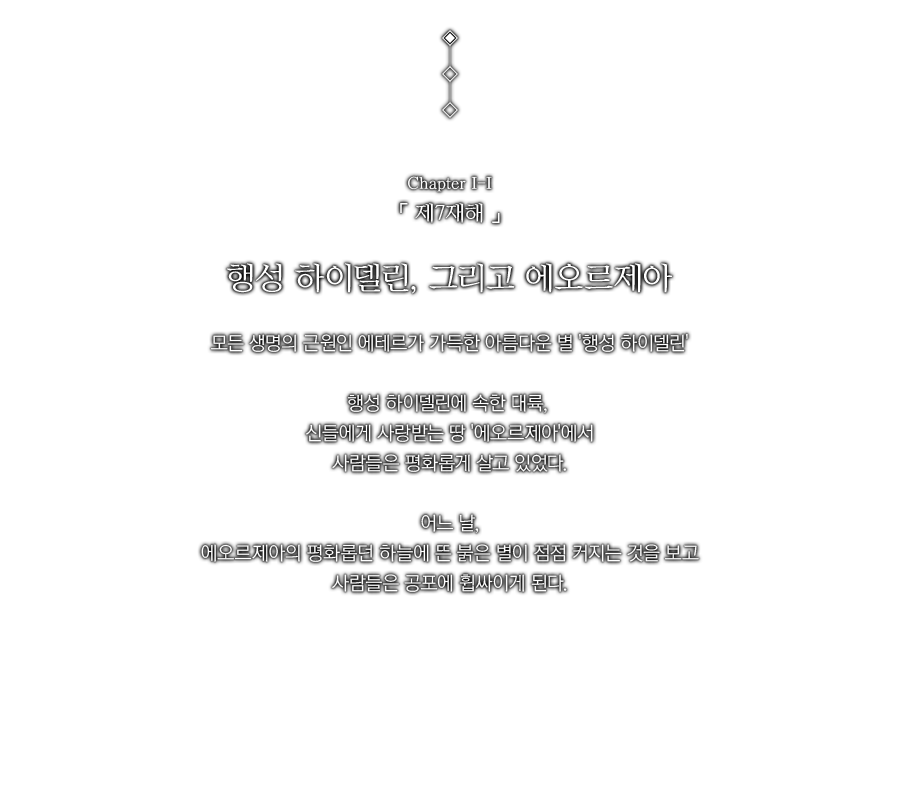 Chapter I-I
「 제7재해 」
행성 하이델린, 그리고 에오르제아
모든 생명의 근원인 에테르가 가득한 아름다운 별 '행성 하이델린'
행성 하이델린에 속한 대륙,
신들에게 사랑받는 땅 '에오르제아'에서
사람들은 평화롭게 살고 있었다.
어느 날,
에오르제아의 평화롭던 하늘에 뜬 붉은 별이 점점 커지는 것을 보고
사람들은 공포에 휩싸이게 된다.